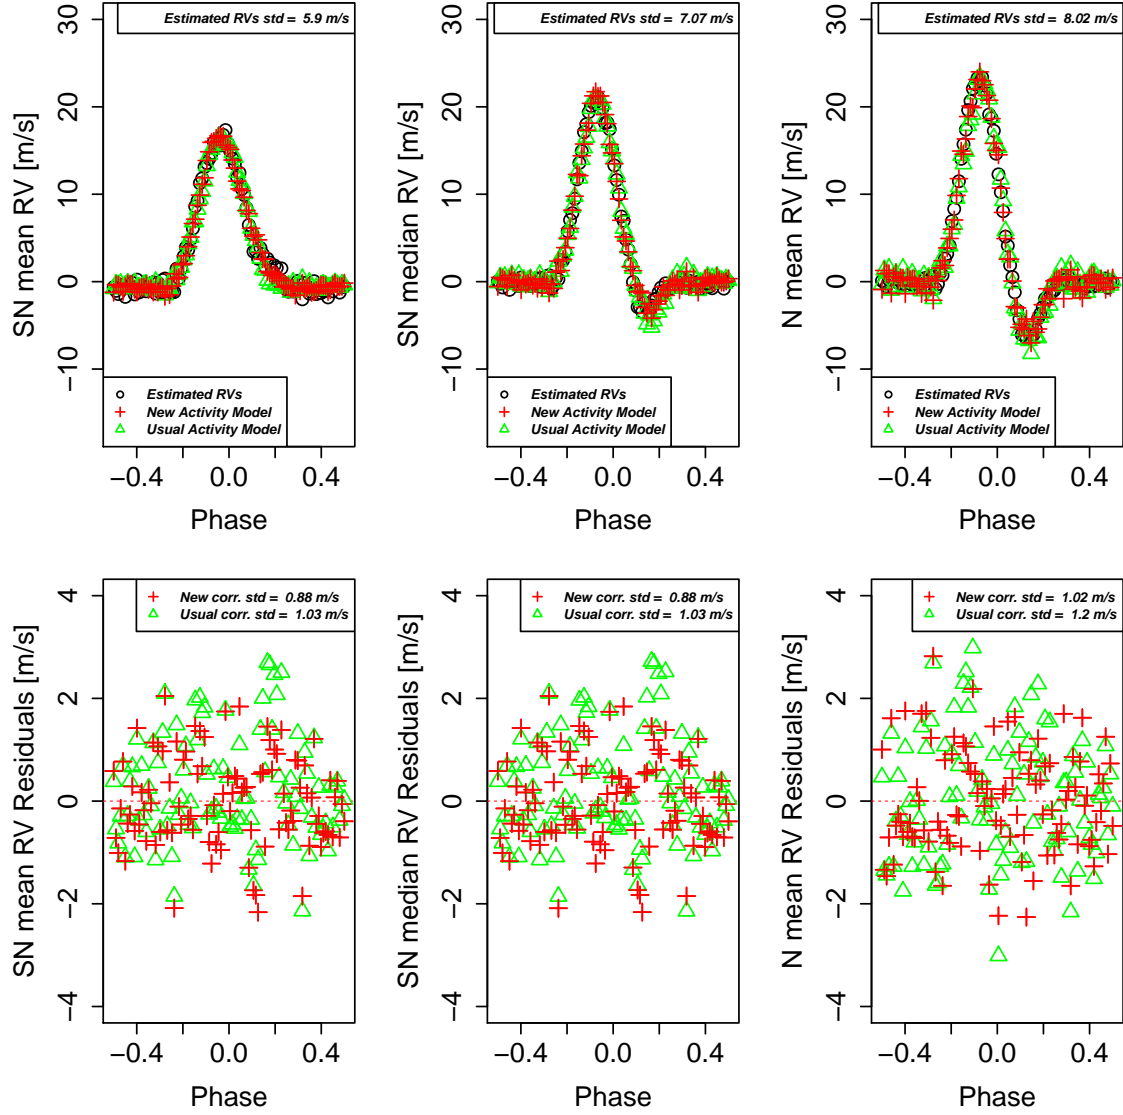 Estimated RVs std = 5.9 m/s
SN mean RV [m/s]
30
20
10
0
−10
Estimated RVs
New Activity Model
Usual Activity Model
−0.4 0.0 0.4
Phase
Estimated RVs std = 7.07 m/s
SN median RV [m/s]
30
20
10
0
−10
Estimated RVs
New Activity Model
Usual Activity Model
−0.4 0.0 0.4
Phase
Estimated RVs std = 8.02 m/s
N mean RV [m/s]
30
20
10
0
−10
Estimated RVs
New Activity Model
Usual Activity Model
−0.4 0.0 0.4
Phase
New corr. std = 0.88 m/s
Usual corr. std = 1.03 m/s
SN mean RV Residuals [m/s]
4
2
0
−2
−4
−0.4 0.0 0.4
Phase
New corr. std = 0.88 m/s
Usual corr. std = 1.03 m/s
SN median RV Residuals [m/s]
4
2
0
−2
−4
−0.4 0.0 0.4
Phase
New corr. std = 1.02 m/s
Usual corr. std = 1.2 m/s
N mean RV Residuals [m/s]
4
2
0
−2
−4
−0.4 0.0 0.4
Phase